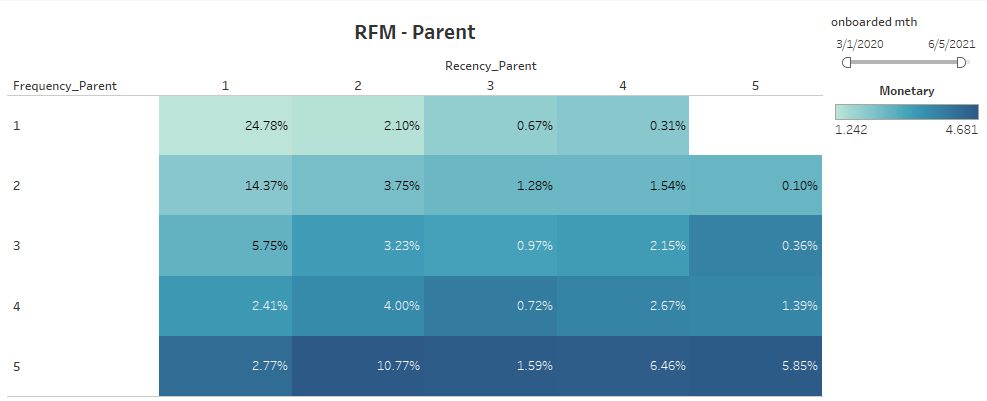 RFM - Parent
onboarded mth
3/1/2020 6/5/2021
Recency_Parent
Frequency_Parent 1 2 3 4 5
Monetary
1.242 4.681
1 24.78% 2.10% 0.67% 0.31%
2 14.37% 3.75% 1.28% 1.54% 0.10%
3 5.75% 3.23% 0.97% 2.15% 0.36%
4 2.41% 4.00% 0.72% 2.67% 1.39%
5 2.77% 10.77% 1.59% 6.46% 5.85%